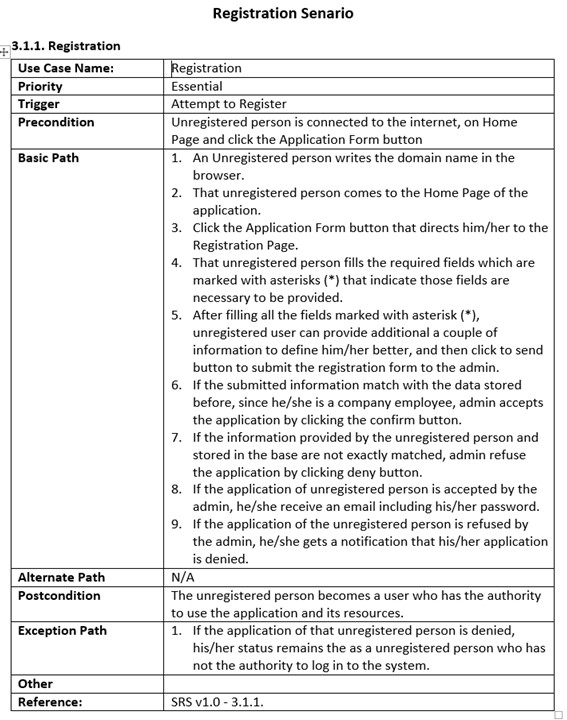 Registration Senario
3.1.1. Registration
Use Case Name: Registration
Priority Essential
Trigger Attempt to Register
Precondition Unregistered person is connected to the internet, on Home
Page and click the Application Form button
Basic Path 1. An Unregistered person writes the domain name in the
browser.
2. That unregistered person comes to the Home Page of the
application.
3. Click the Application Form button that directs him/her to the
Registration Page.
4. That unregistered person fills the required fields which are
marked with asterisks (*) that indicate those fields are
necessary to be provided.
5. After filling all the fields marked with asterisk (*),
unregistered user can provide additional a couple of
information to define him/her better, and then click to send
button to submit the registration form to the admin.
6. If the submitted information match with the data stored
before, since he/she is a company employee, admin accepts
the application by clicking the confirm button.
7. If the information provided by the unregistered person and
stored in the base are not exactly matched, admin refuse
the application by clicking deny button.
8. If the application of unregistered person is accepted by the
admin, he/she receive an email including his/her password.
9. If the application of the unregistered person is refused by
the admin, he/she gets a notification that his/her application
is denied.
Alternate Path N/A
Postcondition The unregistered person becomes a user who has the authority
to use the application and its resources.
Exception Path 1. If the application of that unregistered person is denied,
his/her status remains the as a unregistered person who has
not the authority to log in to the system.
Other
Reference: SRS v1.0 - 3.1.1.